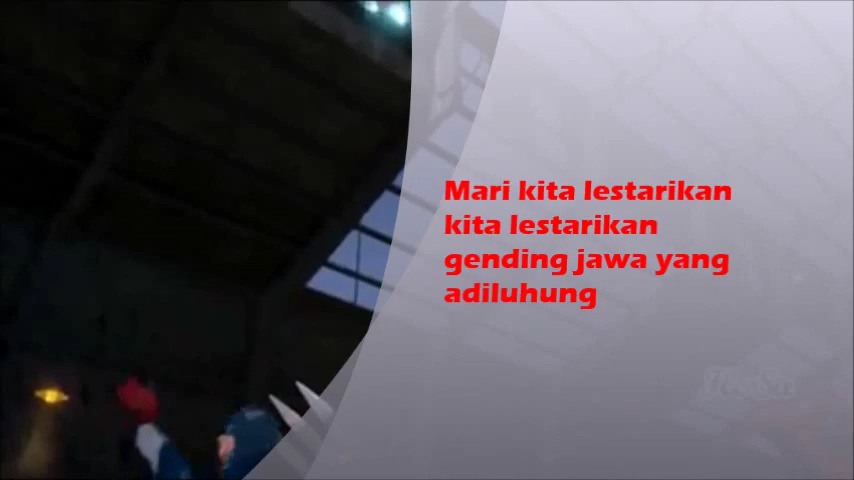 Mari kita lestarikan
kita lestarikan
gending jawa yang
adiluhung